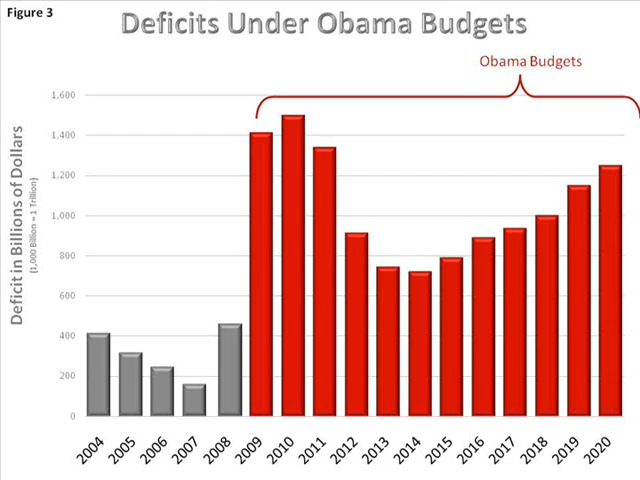 Figure 3
Deficits Under Obama Budgets
Obama Budgets
Deficit in Billions of Dollars
(1,000 Billion = 1 Trillion)
1,600
1,400
1,200
1,000
800
600
400
200
0
2004 2005 2006 2007 2008 2009 2010 2011 2012 2013 2014 2015 2016 2017 2018 2019 2020